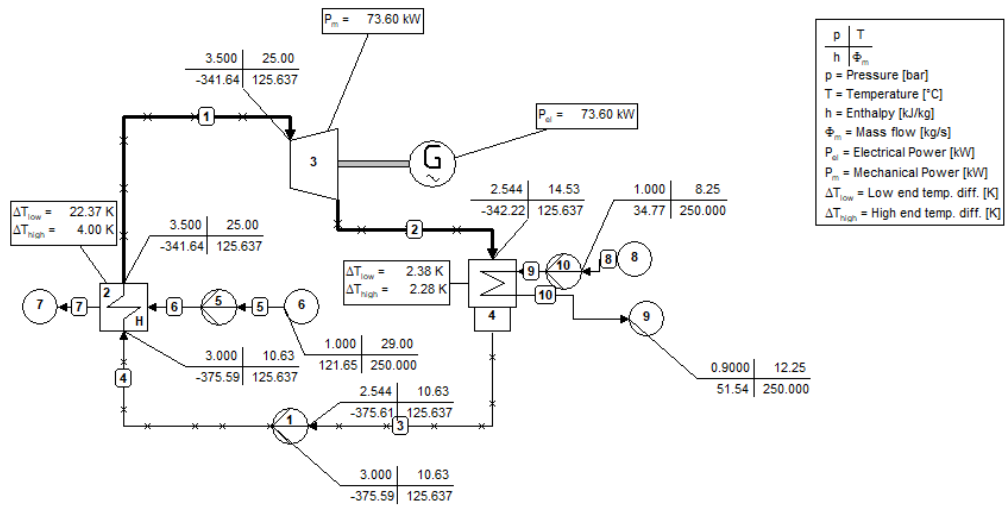 P_m = 73.60 kW
p | T
h | Φ_m
p = Pressure [bar]
T = Temperature [°C]
h = Enthalpy [kJ/kg]
Φ_m = Mass flow [kg/s]
P_el = Electrical Power [kW]
P_m = Mechanical Power [kW]
ΔT_low = Low end temp. diff. [K]
ΔT_high = High end temp. diff. [K]
3.500 | 25.00
-341.64 | 125.637
1
3
G
~
P_el = 73.60 kW
2.544 | 14.53
-342.22 | 125.637
1.000 | 8.25
34.77 | 250.000
2
ΔT_low = 22.37 K
ΔT_high = 4.00 K
3.500 | 25.00
-341.64 | 125.637
ΔT_low = 2.38 K
ΔT_high = 2.28 K
9
10
8
8
10
4
9
2
H
7
7
6
5
5
6
1.000 | 29.00
121.65 | 250.000
3.000 | 10.63
-375.59 | 125.637
0.9000 | 12.25
51.54 | 250.000
4
2.544 | 10.63
-375.61 | 125.637
1
3
3.000 | 10.63
-375.59 | 125.637